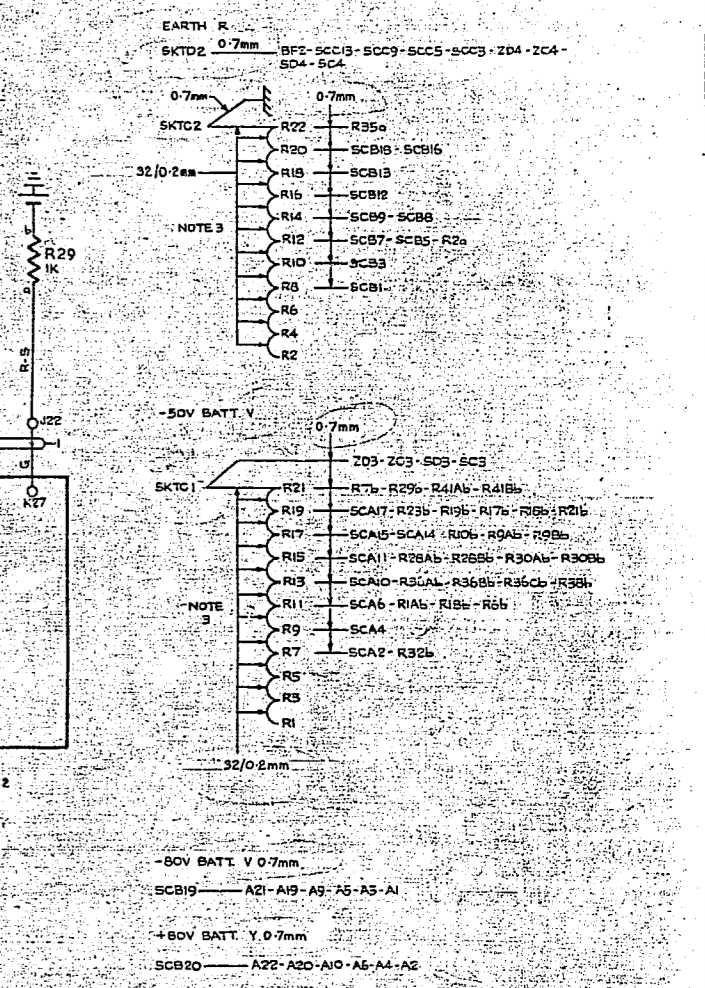 EARTH R
SKTD2 0·7mm BF2-SCC13-SCC9-SCC5-SCC3-ZD4-ZC4-
SD4-SC4
0·7mm 0·7mm
SKTC2 R22 R35a
R20 SCB18-SCB16
32/0·2mm R18 SCB13
R16 SCB12
R14 SCB9-SCB8
NOTE 3 R12 SCB7-SCB5-R2a
R10 SCB3
R8 SCB1
R6
R4
R2
R29
1K
R-S
J22
1
G
K27
-50V BATT. V
0·7mm
ZD3-ZC3-SD3-SC3
SKTC1 R21 R7b-R29b-R41Ab-R41Bb
R19 SCA17-R23b-R19b-R17b-R18b-R21b
R17 SCA15-SCA14-R10b-R9Ab-R9Bb
R15 SCA11-R28Ab-R28Bb-R30Ab-R30Bb
R13 SCA10-R36Ab-R36Bb-R36Cb-R38b
NOTE 3 R11 SCA6-R1Ab-R1Bb-R6b
R9 SCA4
R7 SCA2-R32b
R5
R3
R1
32/0·2mm
2
-80V BATT. V 0·7mm
SCB19 A21-A19-A9-A5-A3-A1
+80V BATT. Y 0·7mm
SCB20 A22-A20-A10-A6-A4-A2